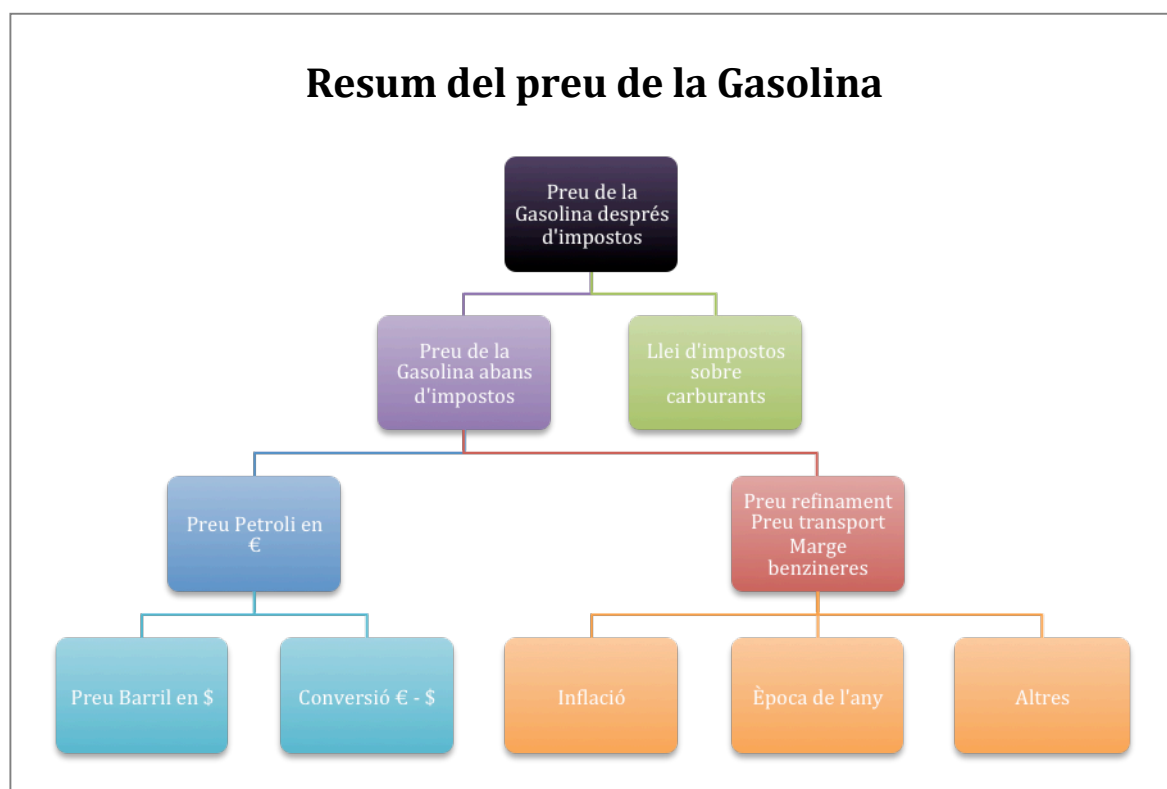 Resum del preu de la Gasolina
Preu de la
Gasolina després
d'impostos
Preu de la
Gasolina abans
d'impostos
Llei d'impostos
sobre
carburants
Preu Petroli en
€
Preu refinament
Preu transport
Marge
benzineres
Preu Barril en $
Conversió € - $
Inflació
Època de l'any
Altres